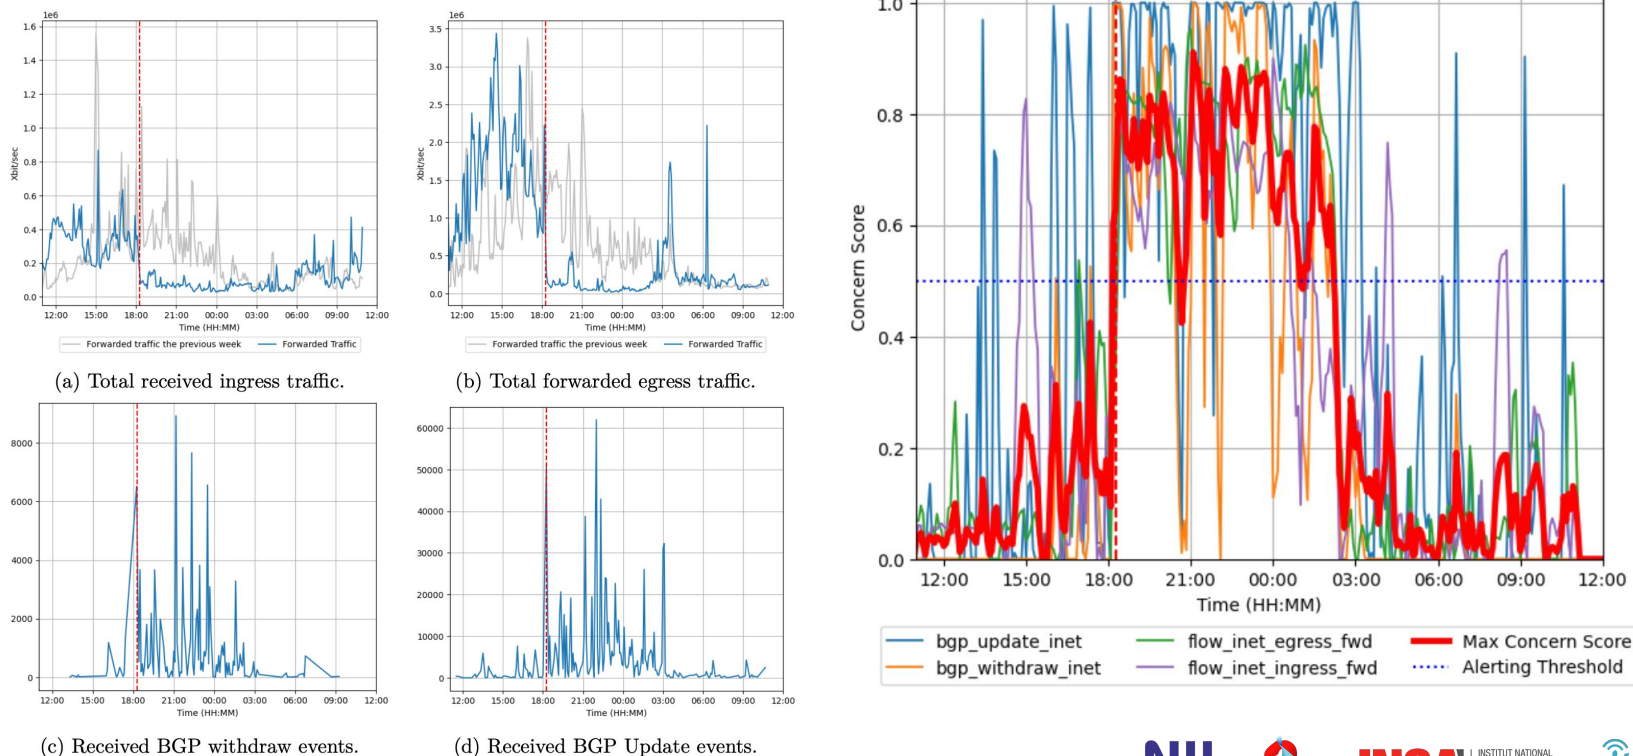 1e6
1.6
1.4
1.2
1.0
0.8
0.6
0.4
0.2
0.0
Xbit/sec
12:00 15:00 18:00 21:00 00:00 03:00 06:00 09:00 12:00
Time (HH:MM)
Forwarded traffic the previous week Forwarded Traffic
(a) Total received ingress traffic.
1e6
3.5
3.0
2.5
2.0
1.5
1.0
0.5
0.0
Xbit/sec
12:00 15:00 18:00 21:00 00:00 03:00 06:00 09:00 12:00
Time (HH:MM)
Forwarded traffic the previous week Forwarded Traffic
(b) Total forwarded egress traffic.
8000
6000
4000
2000
0
12:00 15:00 18:00 21:00 00:00 03:00 06:00 09:00 12:00
Time (HH:MM)
(c) Received BGP withdraw events.
60000
50000
40000
30000
20000
10000
0
12:00 15:00 18:00 21:00 00:00 03:00 06:00 09:00 12:00
Time (HH:MM)
(d) Received BGP Update events.
1.0
0.8
0.6
0.4
0.2
0.0
Concern Score
12:00 15:00 18:00 21:00 00:00 03:00 06:00 09:00 12:00
Time (HH:MM)
bgp_update_inet flow_inet_egress_fwd Max Concern Score
bgp_withdraw_inet flow_inet_ingress_fwd Alerting Threshold
INSA
INSTITUT NATIONAL